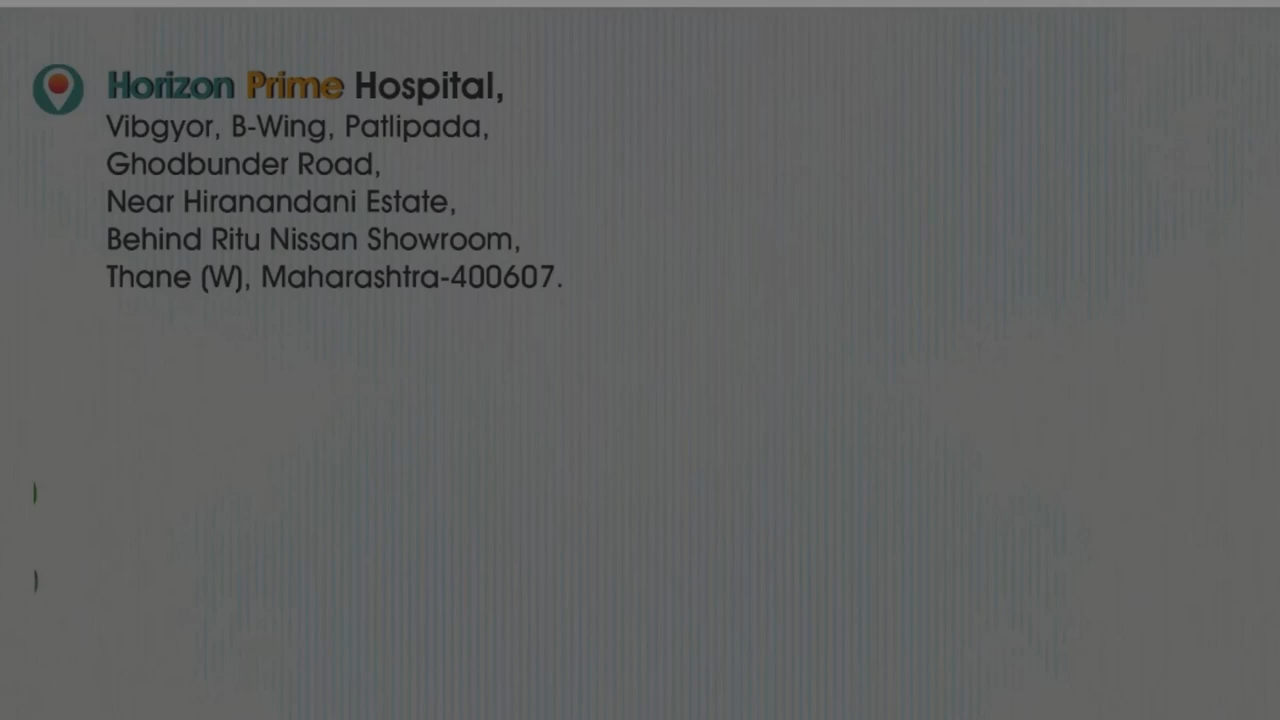 Horizon Prime Hospital,
Vibgyor, B-Wing, Patlipada,
Ghodbunder Road,
Near Hiranandani Estate,
Behind Ritu Nissan Showroom,
Thane (W), Maharashtra-400607.